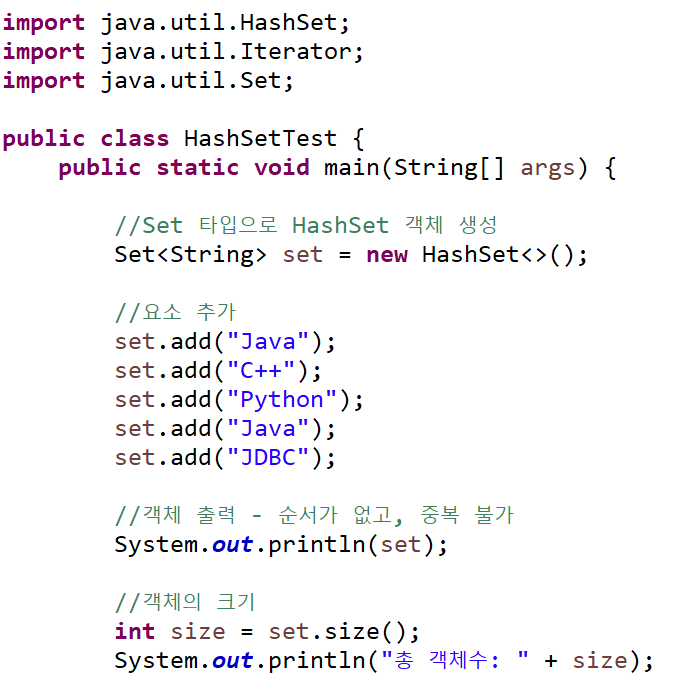 import java.util.HashSet;
import java.util.Iterator;
import java.util.Set;
public class HashSetTest {
public static void main(String[] args) {
//Set 타입으로 HashSet 객체 생성
Set<String> set = new HashSet<>();
//요소 추가
set.add("Java");
set.add("C++");
set.add("Python");
set.add("Java");
set.add("JDBC");
//객체 출력 - 순서가 없고, 중복 불가
System.out.println(set);
//객체의 크기
int size = set.size();
System.out.println("총 객체수: " + size);